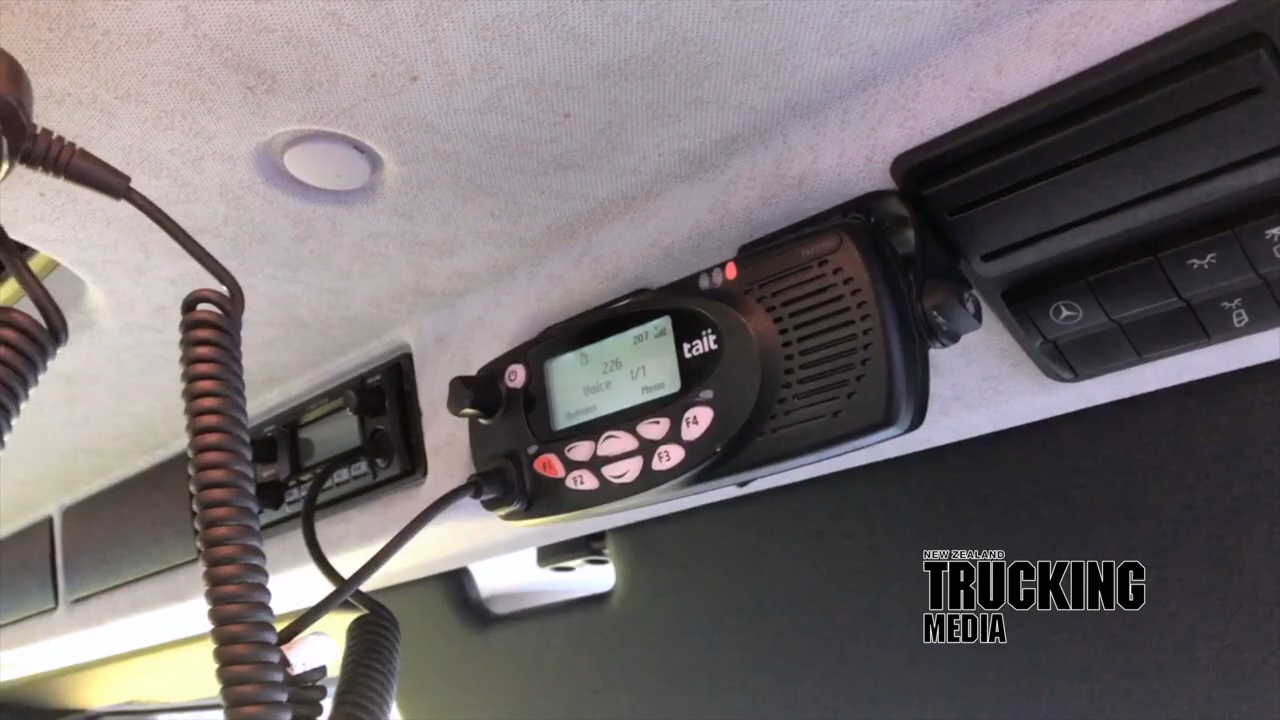 tait
207
226
Voice 1/1
Menu
F1
F2
F3
F4
NEW ZEALAND
TRUCKING
MEDIA